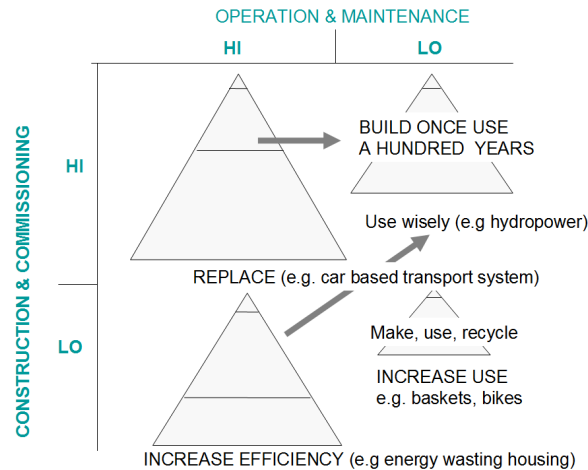 OPERATION & MAINTENANCE
HI
LO
CONSTRUCTION & COMMISSIONING
HI
BUILD ONCE USE
A HUNDRED YEARS
Use wisely (e.g hydropower)
REPLACE (e.g. car based transport system)
LO
Make, use, recycle
INCREASE USE
e.g. baskets, bikes
INCREASE EFFICIENCY (e.g energy wasting housing)